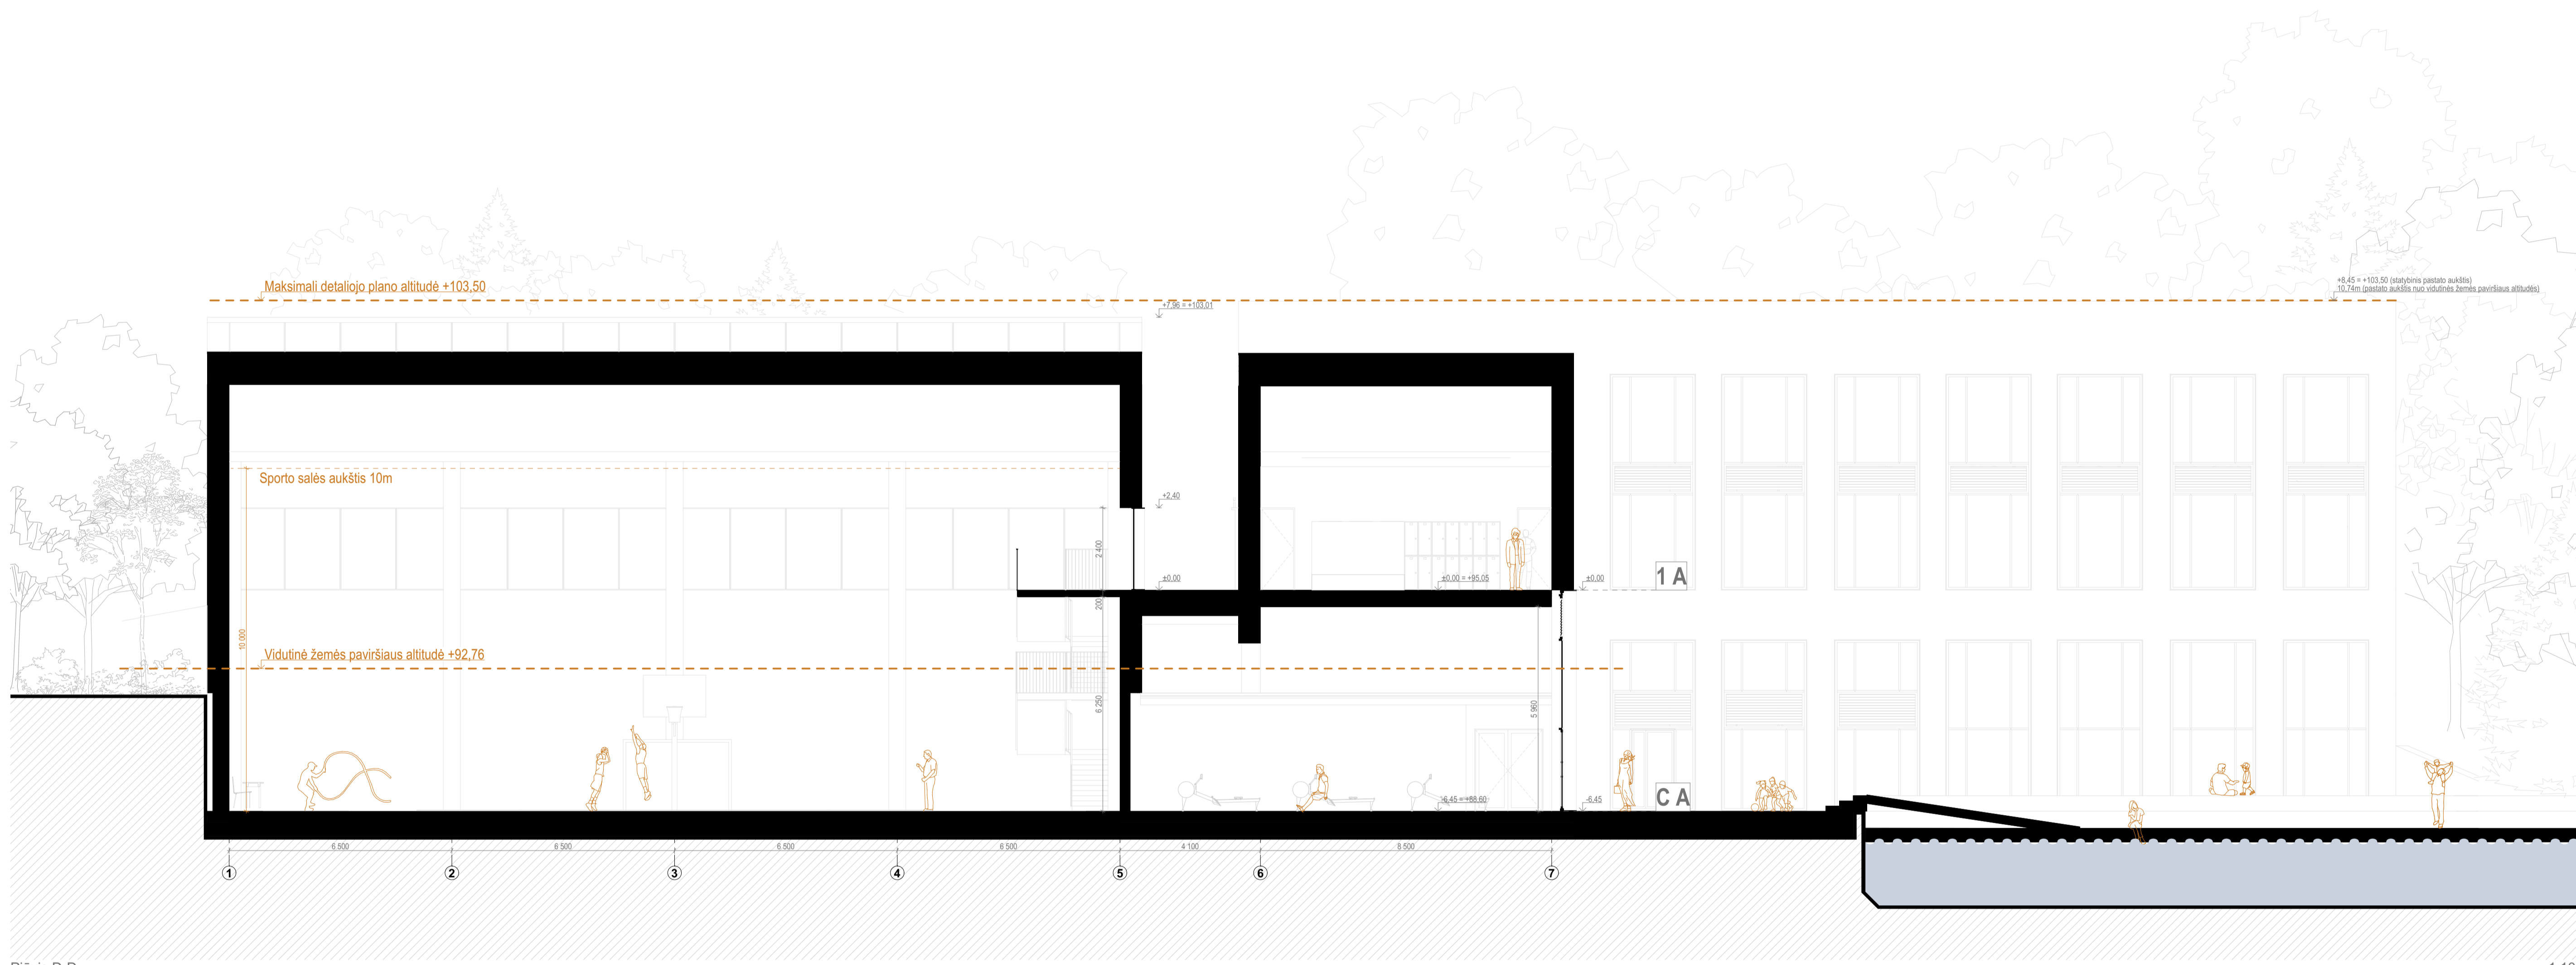 Maksimali detaliojo plano altitudė +103,50
+8,45 = +103,50 (statybinis pastato aukštis)
10,74m (pastato aukštis nuo vidutinės žemės paviršiaus altitudės)
+7,96 = +103,01
Sporto salės aukštis 10m
+2,40
2 400
±0,00
±0,00 = +95,05
±0,00
1 A
200
10 000
Vidutinė žemės paviršiaus altitudė +92,76
6 250
5 960
-6,45 = +88,60
-6,45
C A
6 500
6 500
6 500
6 500
4 100
8 500
1
2
3
4
5
6
7